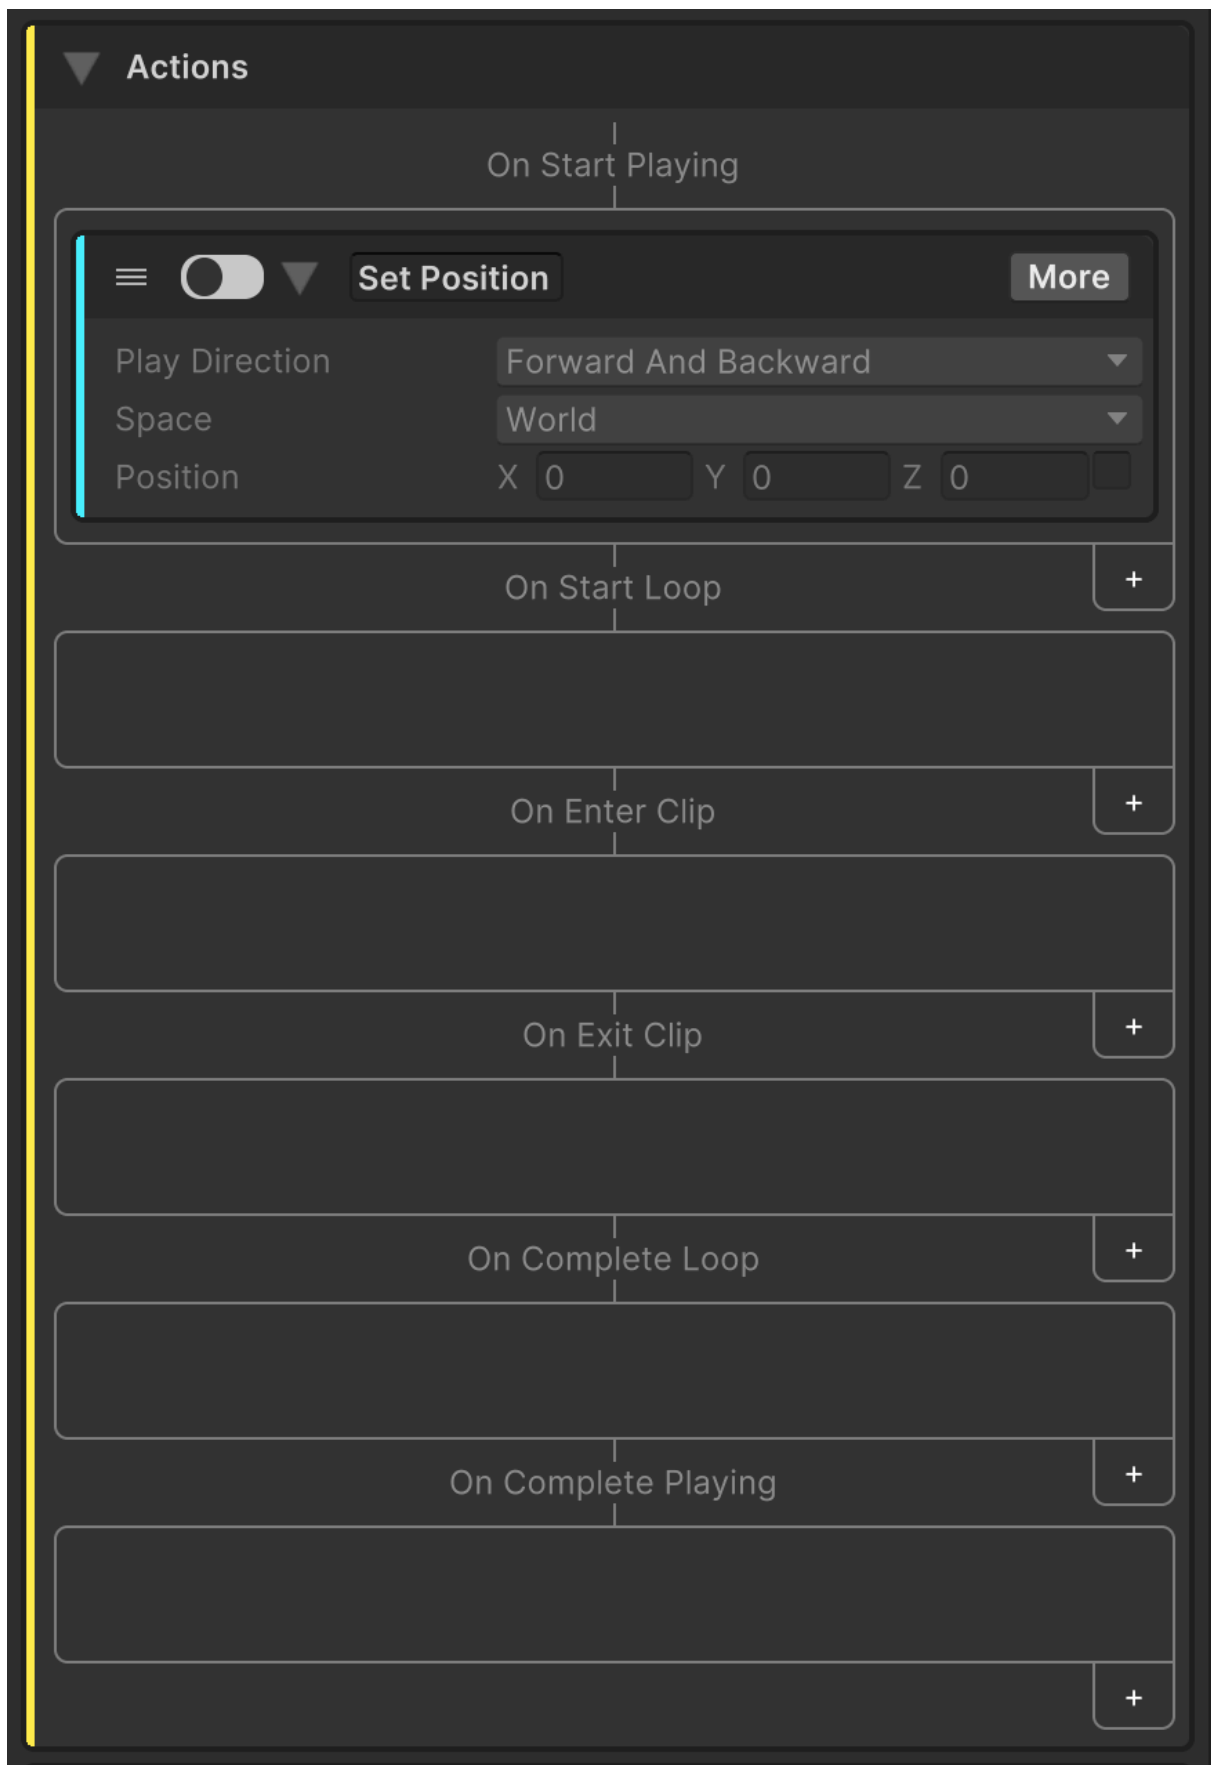 Actions
On Start Playing
Set Position More
Play Direction Forward And Backward
Space World
Position X 0 Y 0 Z 0
On Start Loop +
On Enter Clip +
On Exit Clip +
On Complete Loop +
On Complete Playing +
+